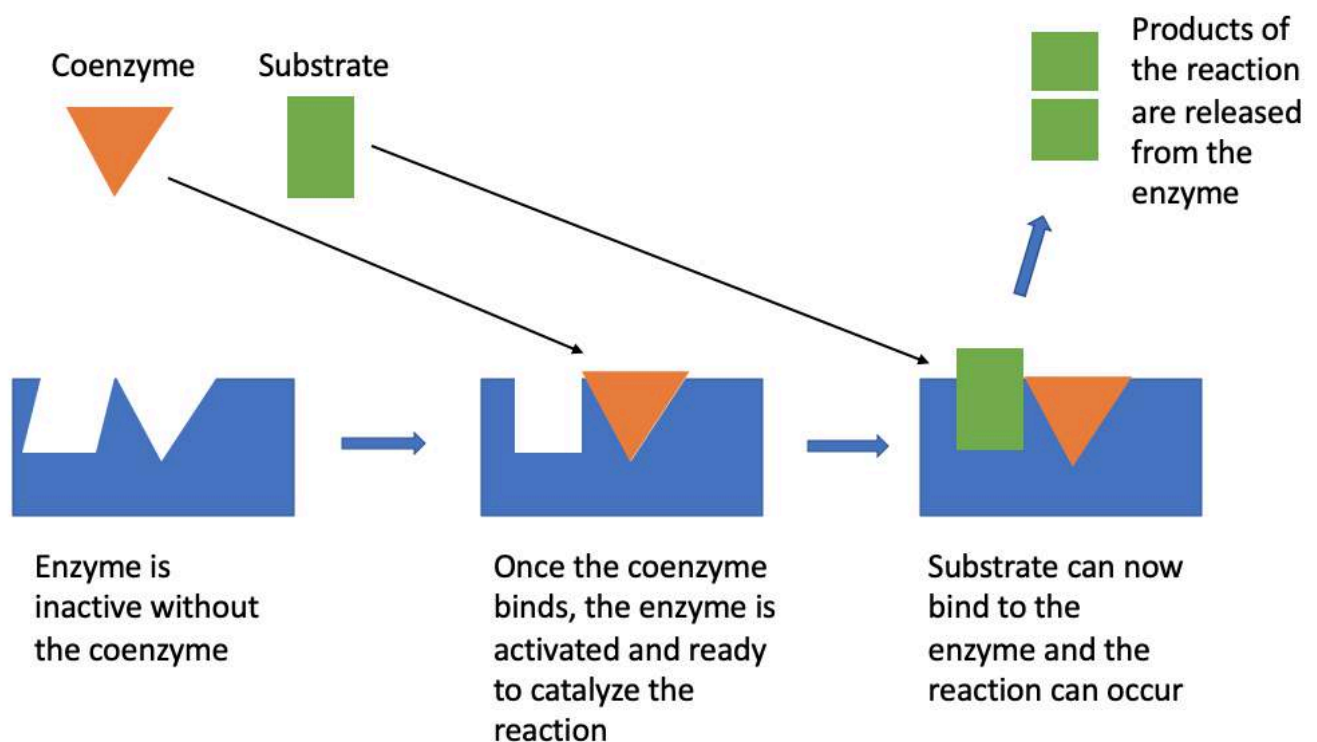 Coenzyme
Substrate
Products of
the reaction
are released
from the
enzyme
Enzyme is
inactive without
the coenzyme
Once the coenzyme
binds, the enzyme is
activated and ready
to catalyze the
reaction
Substrate can now
bind to the
enzyme and the
reaction can occur